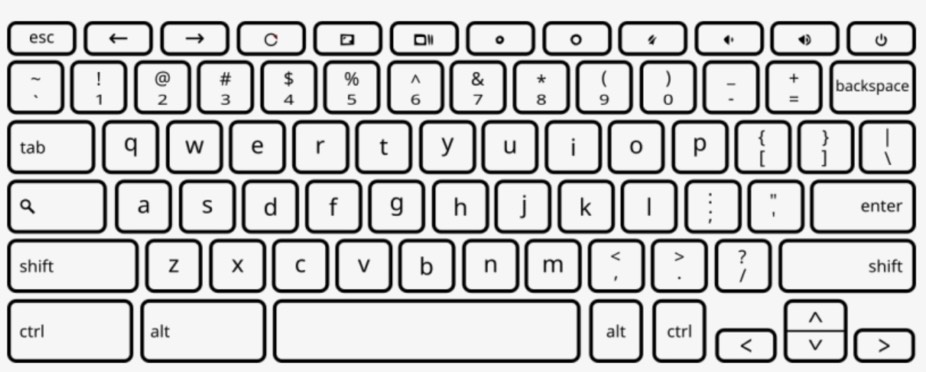 esc ← →
~ ! @ # $ % ^ & * ( ) _ +
` 1 2 3 4 5 6 7 8 9 0 - = backspace
tab q w e r t y u i o p { } |
[ ] \
a s d f g h j k l : " enter
; '
shift z x c v b n m < > ? shift
, . /
ctrl alt alt ctrl < ^ v >